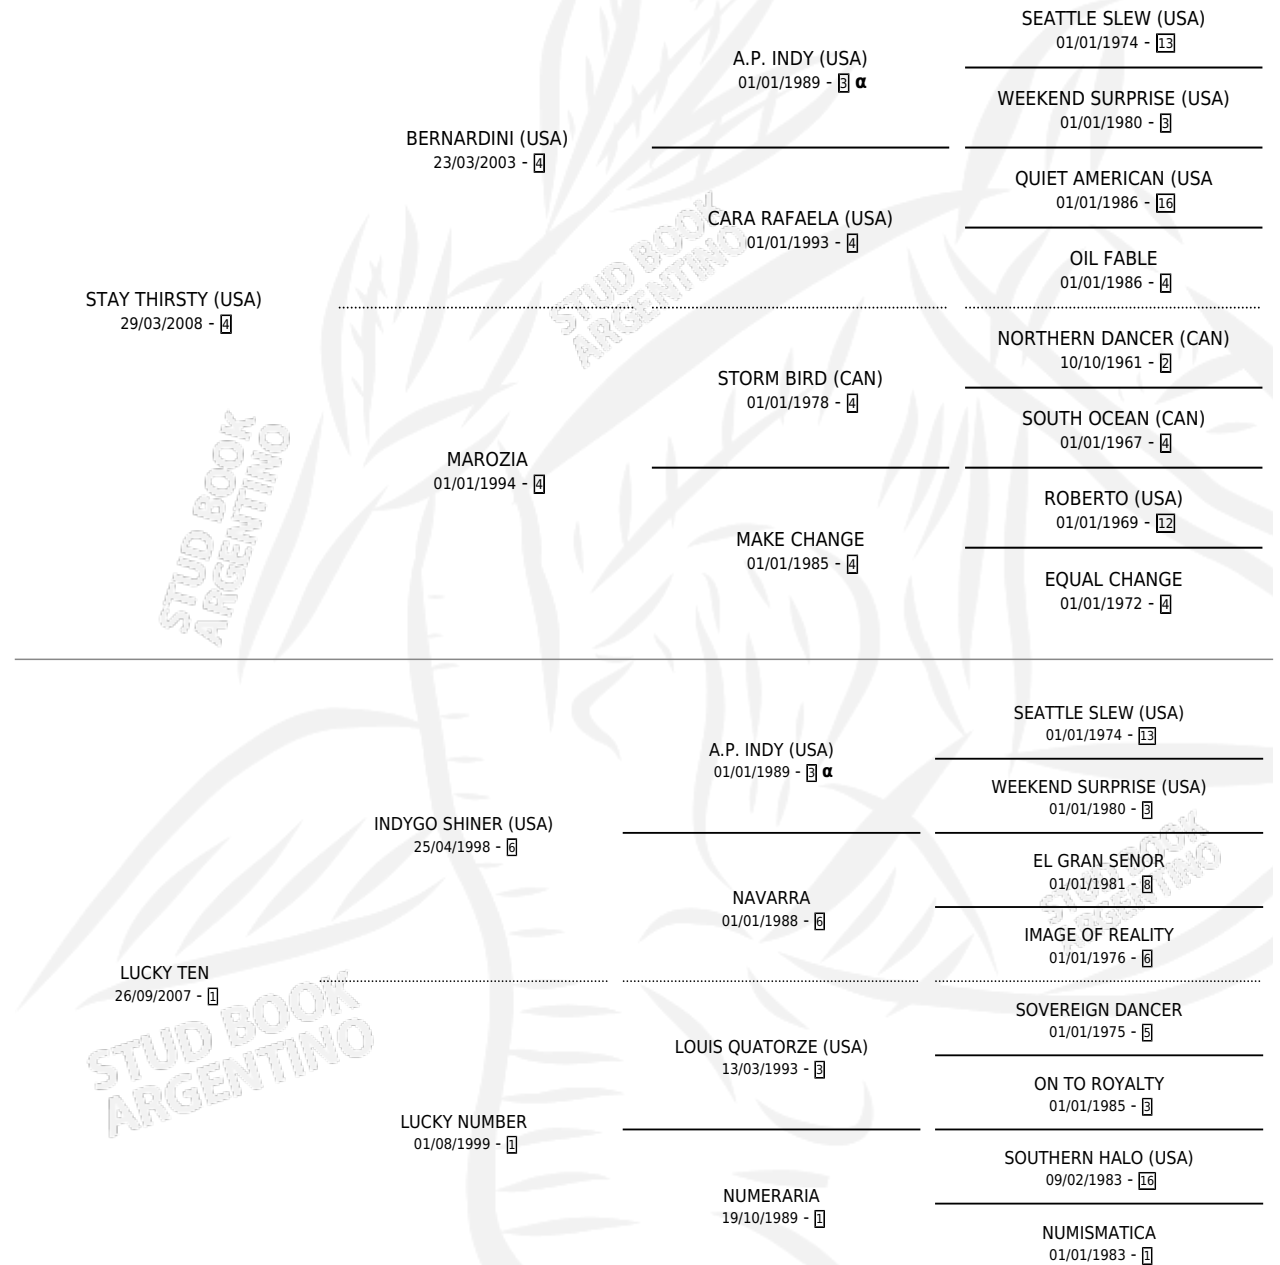 SEATTLE SLEW (USA)
01/01/1974 - 13
A.P. INDY (USA)
01/01/1989 - 3 α
WEEKEND SURPRISE (USA)
01/01/1980 - 3
BERNARDINI (USA)
23/03/2003 - 4
QUIET AMERICAN (USA
01/01/1986 - 16
CARA RAFAELA (USA)
01/01/1993 - 4
OIL FABLE
01/01/1986 - 4
STAY THIRSTY (USA)
29/03/2008 - 4
NORTHERN DANCER (CAN)
10/10/1961 - 2
STORM BIRD (CAN)
01/01/1978 - 4
SOUTH OCEAN (CAN)
01/01/1967 - 4
MAROZIA
01/01/1994 - 4
ROBERTO (USA)
01/01/1969 - 12
MAKE CHANGE
01/01/1985 - 4
EQUAL CHANGE
01/01/1972 - 4
STUD BOOK
ARGENTINO
STUD BOOK
ARGENTINO
SEATTLE SLEW (USA)
01/01/1974 - 13
A.P. INDY (USA)
01/01/1989 - 3 α
WEEKEND SURPRISE (USA)
01/01/1980 - 3
INDYGO SHINER (USA)
25/04/1998 - 6
EL GRAN SENOR
01/01/1981 - 8
NAVARRA
01/01/1988 - 6
IMAGE OF REALITY
01/01/1976 - 6
LUCKY TEN
26/09/2007 - 1
SOVEREIGN DANCER
01/01/1975 - 5
LOUIS QUATORZE (USA)
13/03/1993 - 3
ON TO ROYALTY
01/01/1985 - 3
LUCKY NUMBER
01/08/1999 - 1
SOUTHERN HALO (USA)
09/02/1983 - 16
NUMERARIA
19/10/1989 - 1
NUMISMATICA
01/01/1983 - 1
STUD BOOK
ARGENTINO
STUD BOOK
ARGENTINO